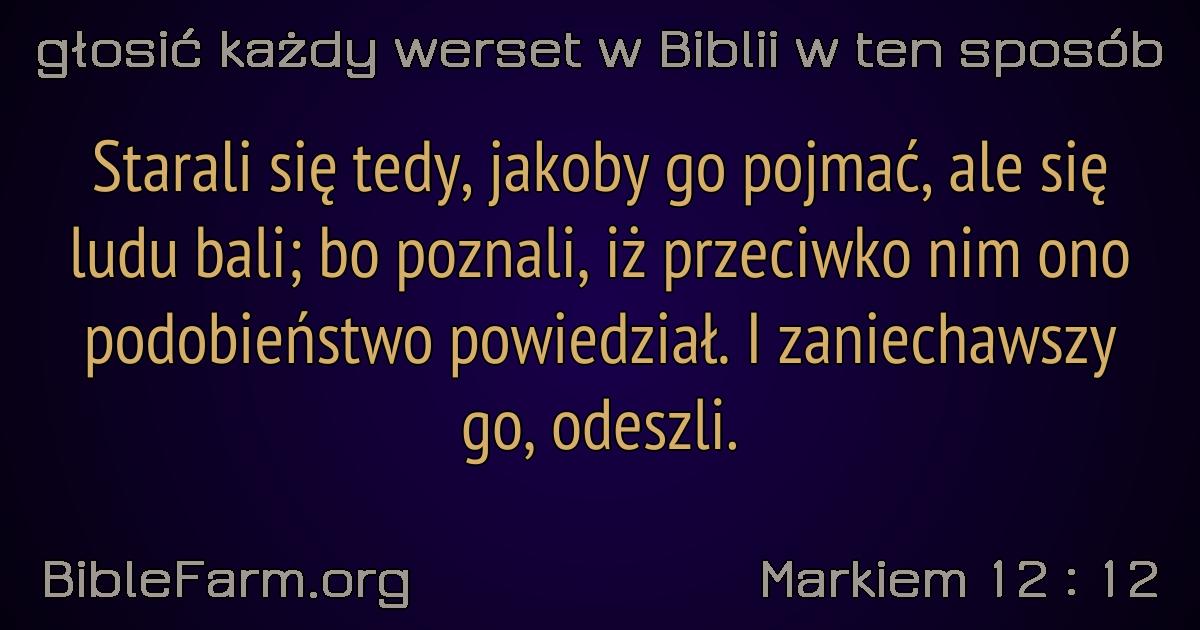 głosić każdy werset w Biblii w ten sposób
Starali się tedy, jakoby go pojmać, ale się
ludu bali; bo poznali, iż przeciwko nim ono
podobieństwo powiedział. I zaniechawszy
go, odeszli.
BibleFarm.org
Markiem 12 : 12